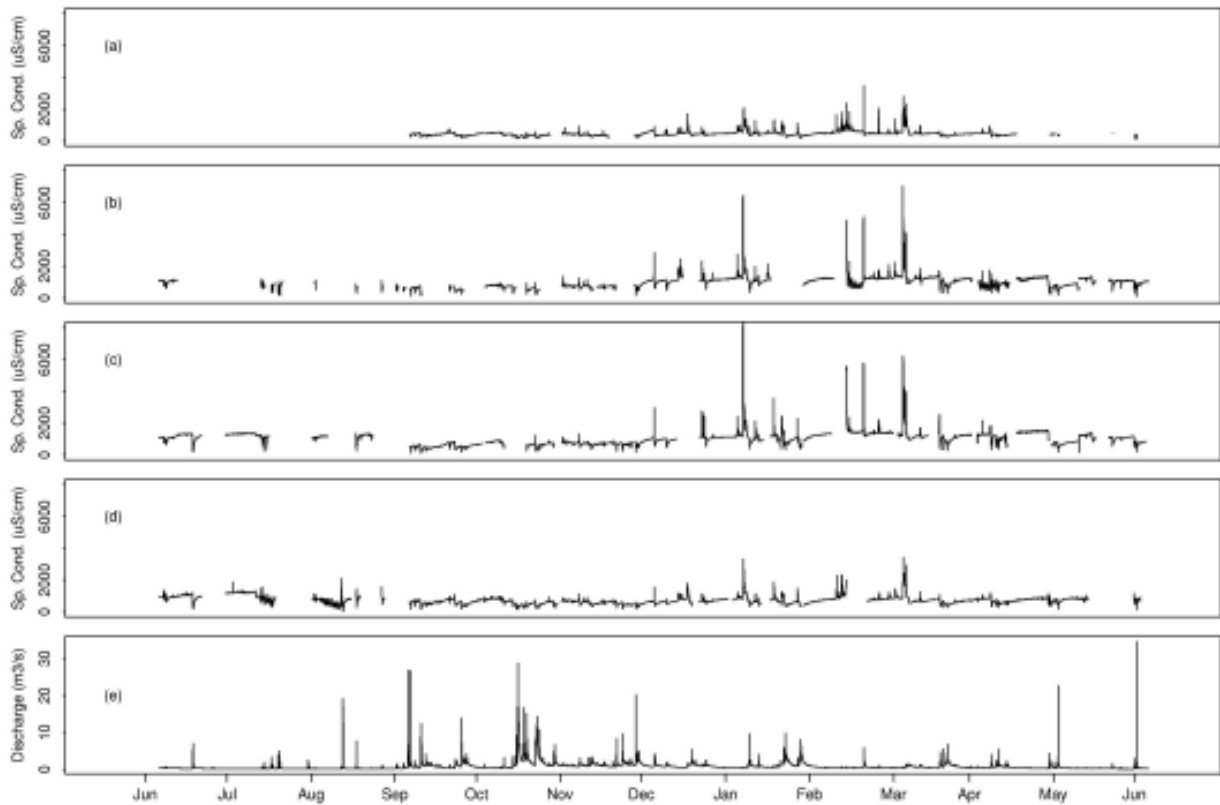 Sp. Cond. (uS/cm)
0 2000 6000
(a)
Sp. Cond. (uS/cm)
0 2000 6000
(b)
Sp. Cond. (uS/cm)
0 2000 6000
(c)
Sp. Cond. (uS/cm)
0 2000 6000
(d)
Discharge (m3/s)
0 10 20 30
(e)
Jun Jul Aug Sep Oct Nov Dec Jan Feb Mar Apr May Jun